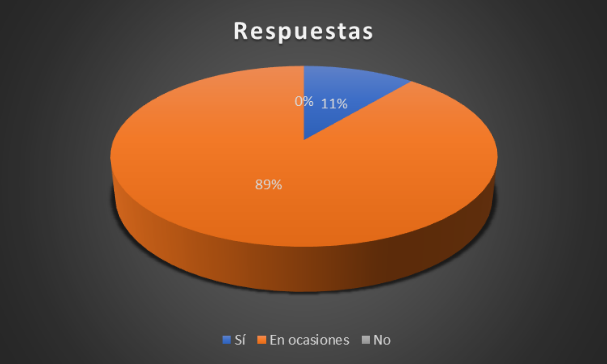 Respuestas
0%
11%
89%
Sí En ocasiones No